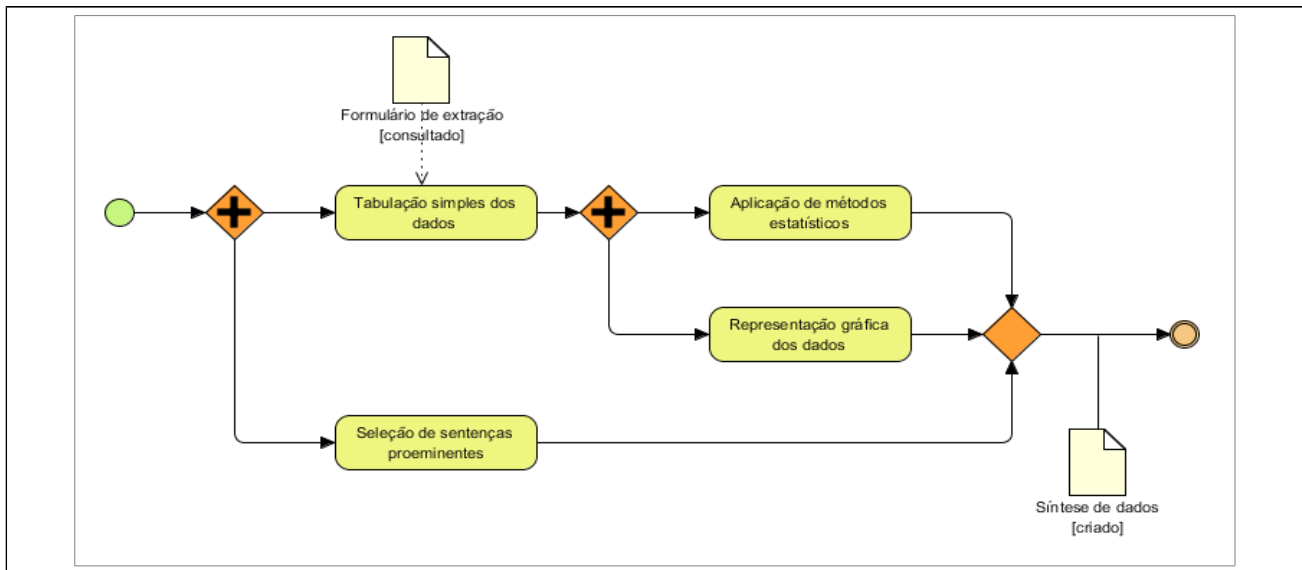 Formulário de extração
[consultado]
Tabulação simples dos
dados
Aplicação de métodos
estatísticos
Representação gráfica
dos dados
Seleção de sentenças
proeminentes
Síntese de dados
[criado]